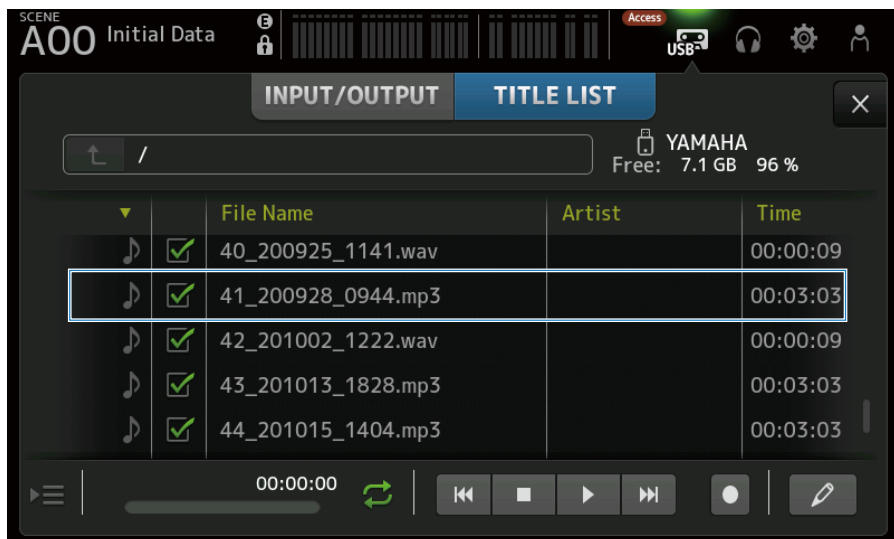 SCENE
A00 Initial Data
E
Access
USB
INPUT/OUTPUT TITLE LIST
/
YAMAHA
Free: 7.1 GB 96 %
File Name Artist Time
40_200925_1141.wav 00:00:09
41_200928_0944.mp3 00:03:03
42_201002_1222.wav 00:00:09
43_201013_1828.mp3 00:03:03
44_201015_1404.mp3 00:03:03
00:00:00